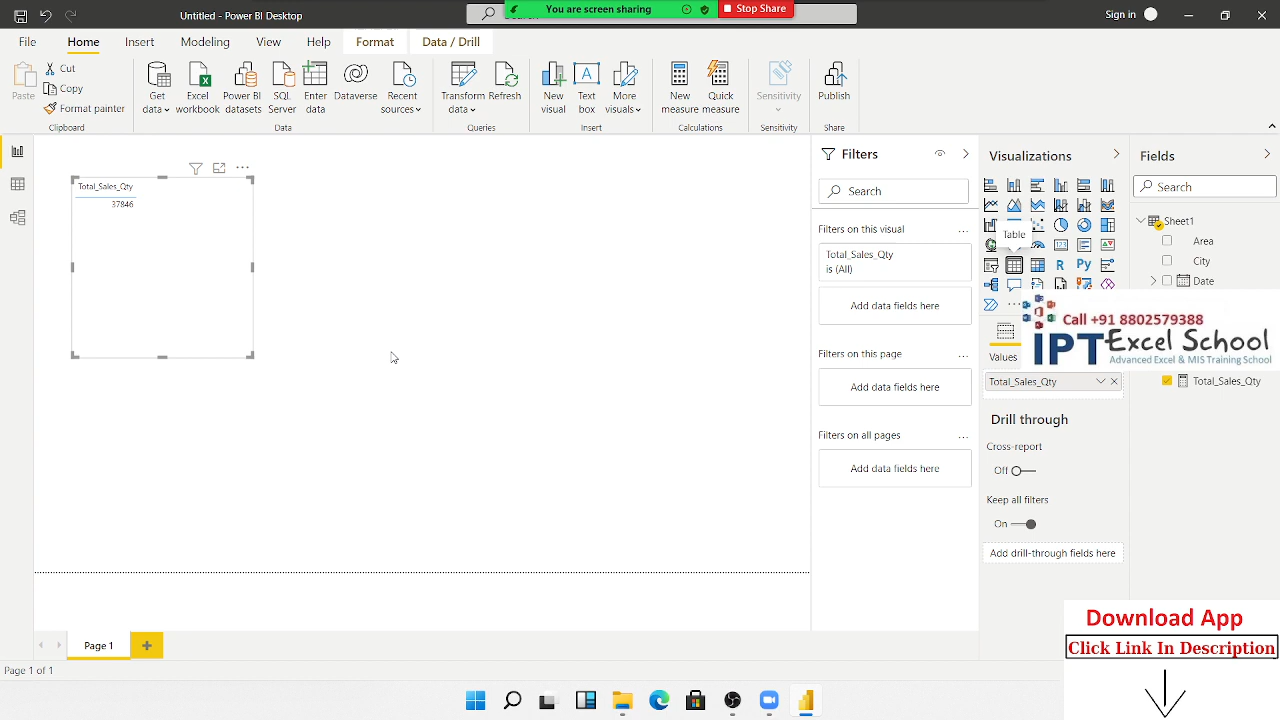 Untitled - Power BI Desktop
You are screen sharing
Stop Share
Sign in
File Home Insert Modeling View Help Format Data / Drill
Paste
Cut
Copy
Format painter
Clipboard
Get data
Excel workbook
Power BI datasets
SQL Server
Enter data
Dataverse
Recent sources
Data
Transform data
Refresh
Queries
New visual
Text box
More visuals
Insert
New measure
Quick measure
Calculations
Sensitivity
Sensitivity
Publish
Share
Total_Sales_Qty
37846
Filters
Search
Filters on this visual
Total_Sales_Qty
is (All)
Add data fields here
Filters on this page
Add data fields here
Filters on all pages
Add data fields here
Visualizations
Table
R
Py
123
Values
Total_Sales_Qty
Drill through
Cross-report
Off
Keep all filters
On
Add drill-through fields here
Fields
Search
Sheet1
Area
City
Date
Total_Sales_Qty
Call +91 8802579388
IPT Excel School
Advanced Excel & MIS Training School
Download App
Click Link In Description
Page 1
Page 1 of 1